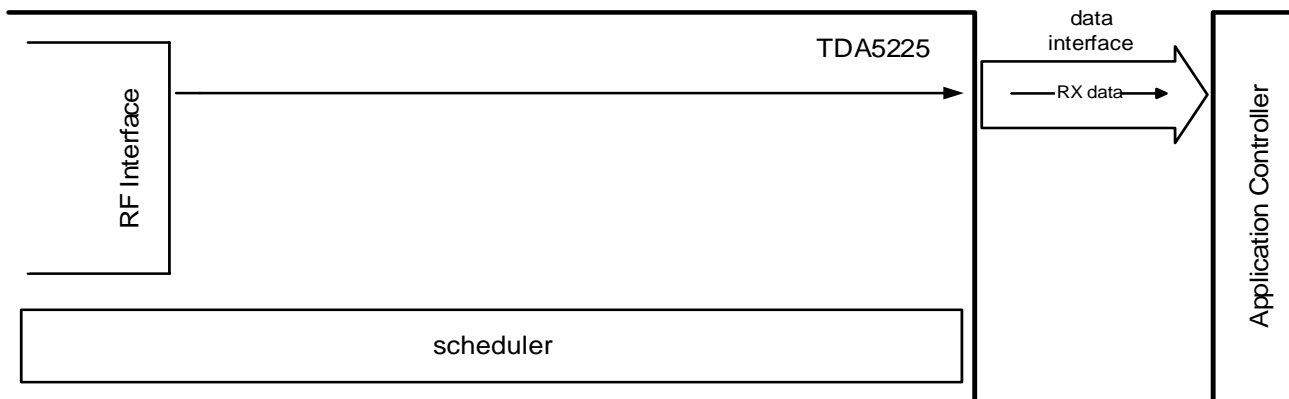 TDA5225
data
interface
RX data
RF Interface
Application Controller
scheduler